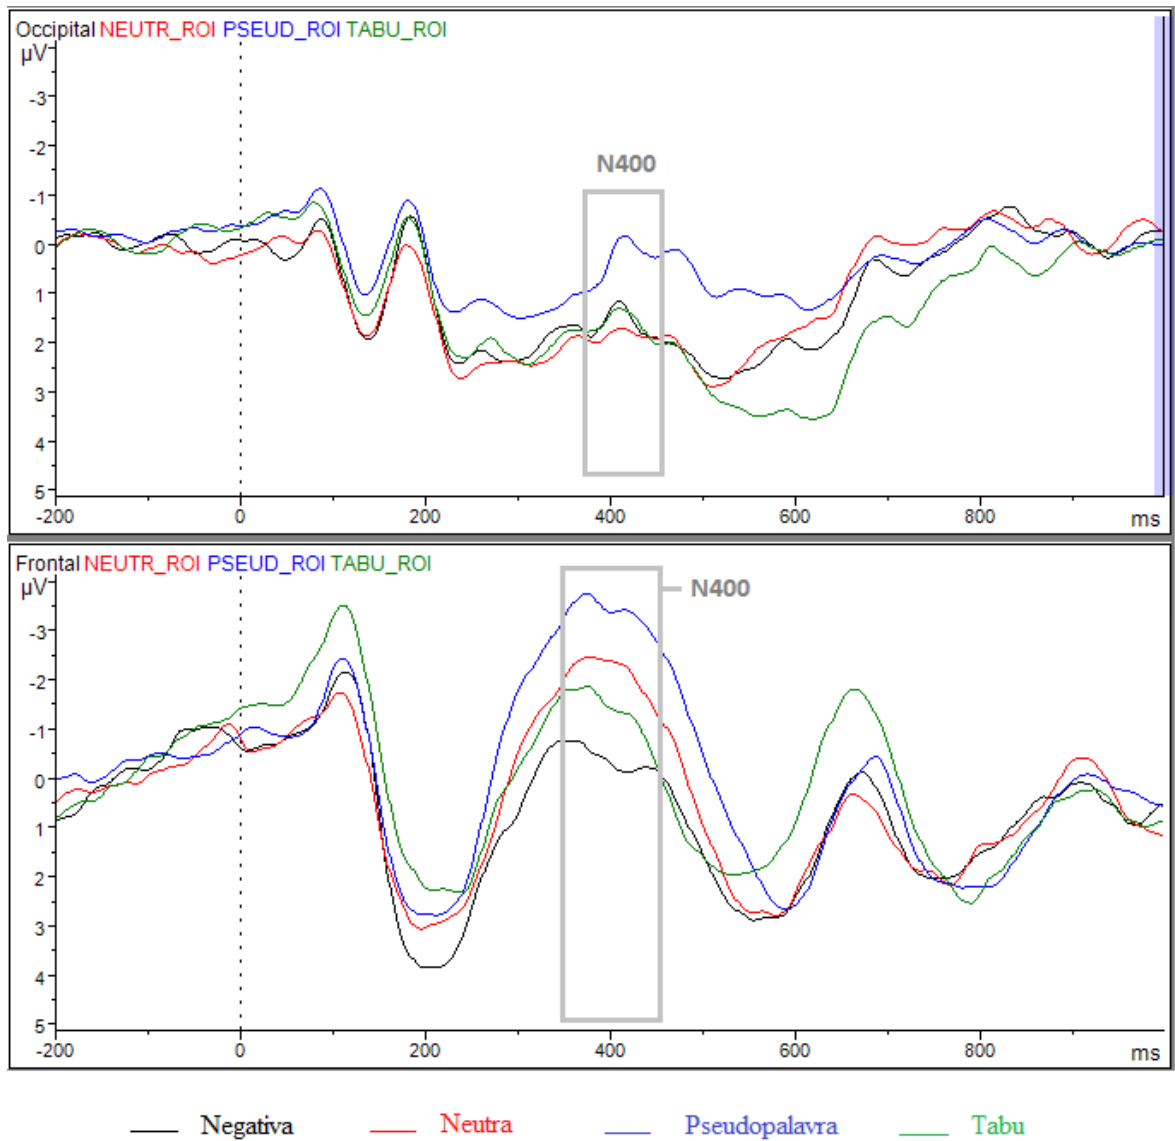 Occipital NEUTR_ROI PSEUD_ROI TABU_ROI
µV
-3
-2
N400
-1
0
1
2
3
4
5
-200 0 200 400 600 800 ms
Frontal NEUTR_ROI PSEUD_ROI TABU_ROI
µV
N400
-3
-2
-1
0
1
2
3
4
5
-200 0 200 400 600 800 ms
Negativa Neutra Pseudopalavra Tabu